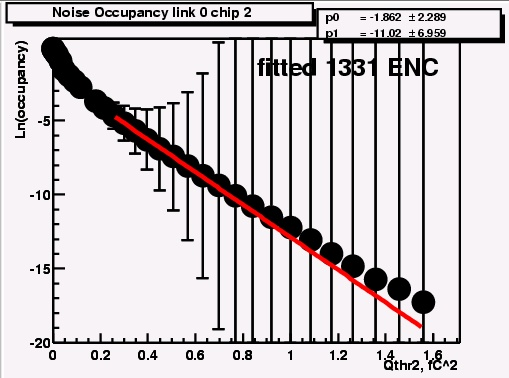 Noise Occupancy link 0 chip 2
p0 = -1.862 ± 2.289
p1 = -11.02 ± 6.959
fitted 1331 ENC
Ln(occupancy)
-5
-10
-15
-20
0 0.2 0.4 0.6 0.8 1 1.2 1.4 1.6
Qthr2, fC^2